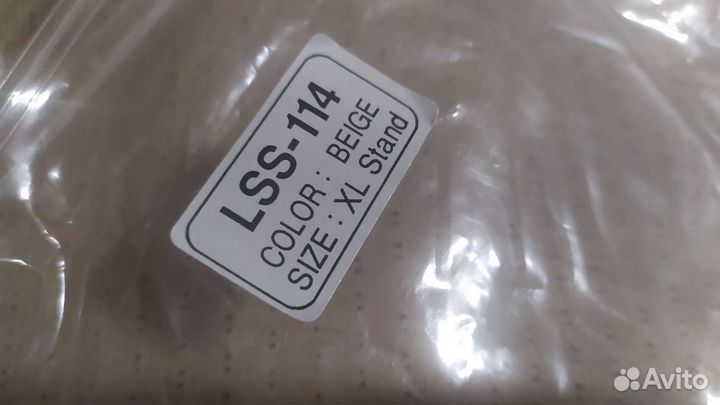 LSS-114
COLOR : BEIGE
SIZE : XL Stand
Avito